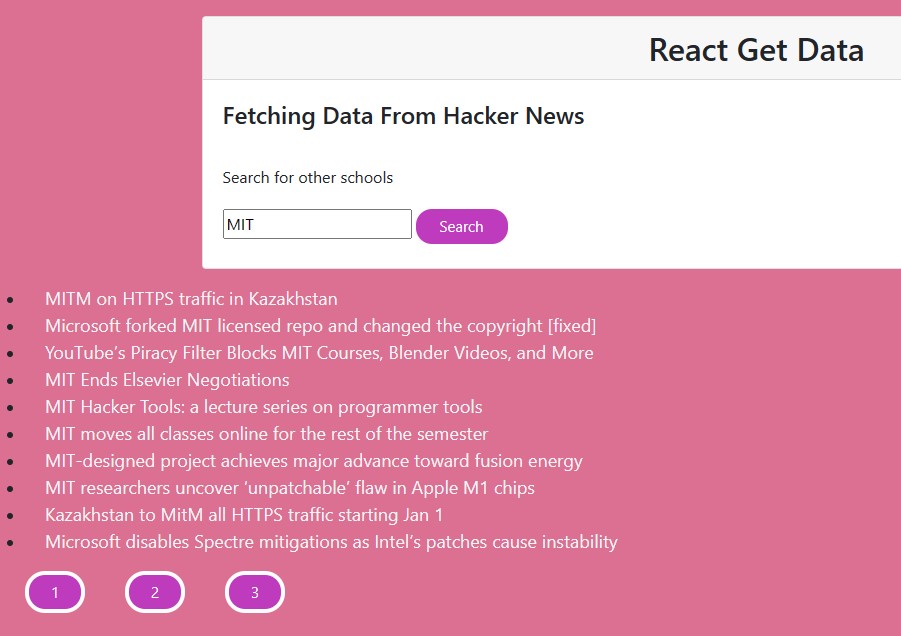 React Get Data
Fetching Data From Hacker News
Search for other schools
MIT Search
MITM on HTTPS traffic in Kazakhstan
Microsoft forked MIT licensed repo and changed the copyright [fixed]
YouTube’s Piracy Filter Blocks MIT Courses, Blender Videos, and More
MIT Ends Elsevier Negotiations
MIT Hacker Tools: a lecture series on programmer tools
MIT moves all classes online for the rest of the semester
MIT-designed project achieves major advance toward fusion energy
MIT researchers uncover ‘unpatchable’ flaw in Apple M1 chips
Kazakhstan to MitM all HTTPS traffic starting Jan 1
Microsoft disables Spectre mitigations as Intel’s patches cause instability
1 2 3